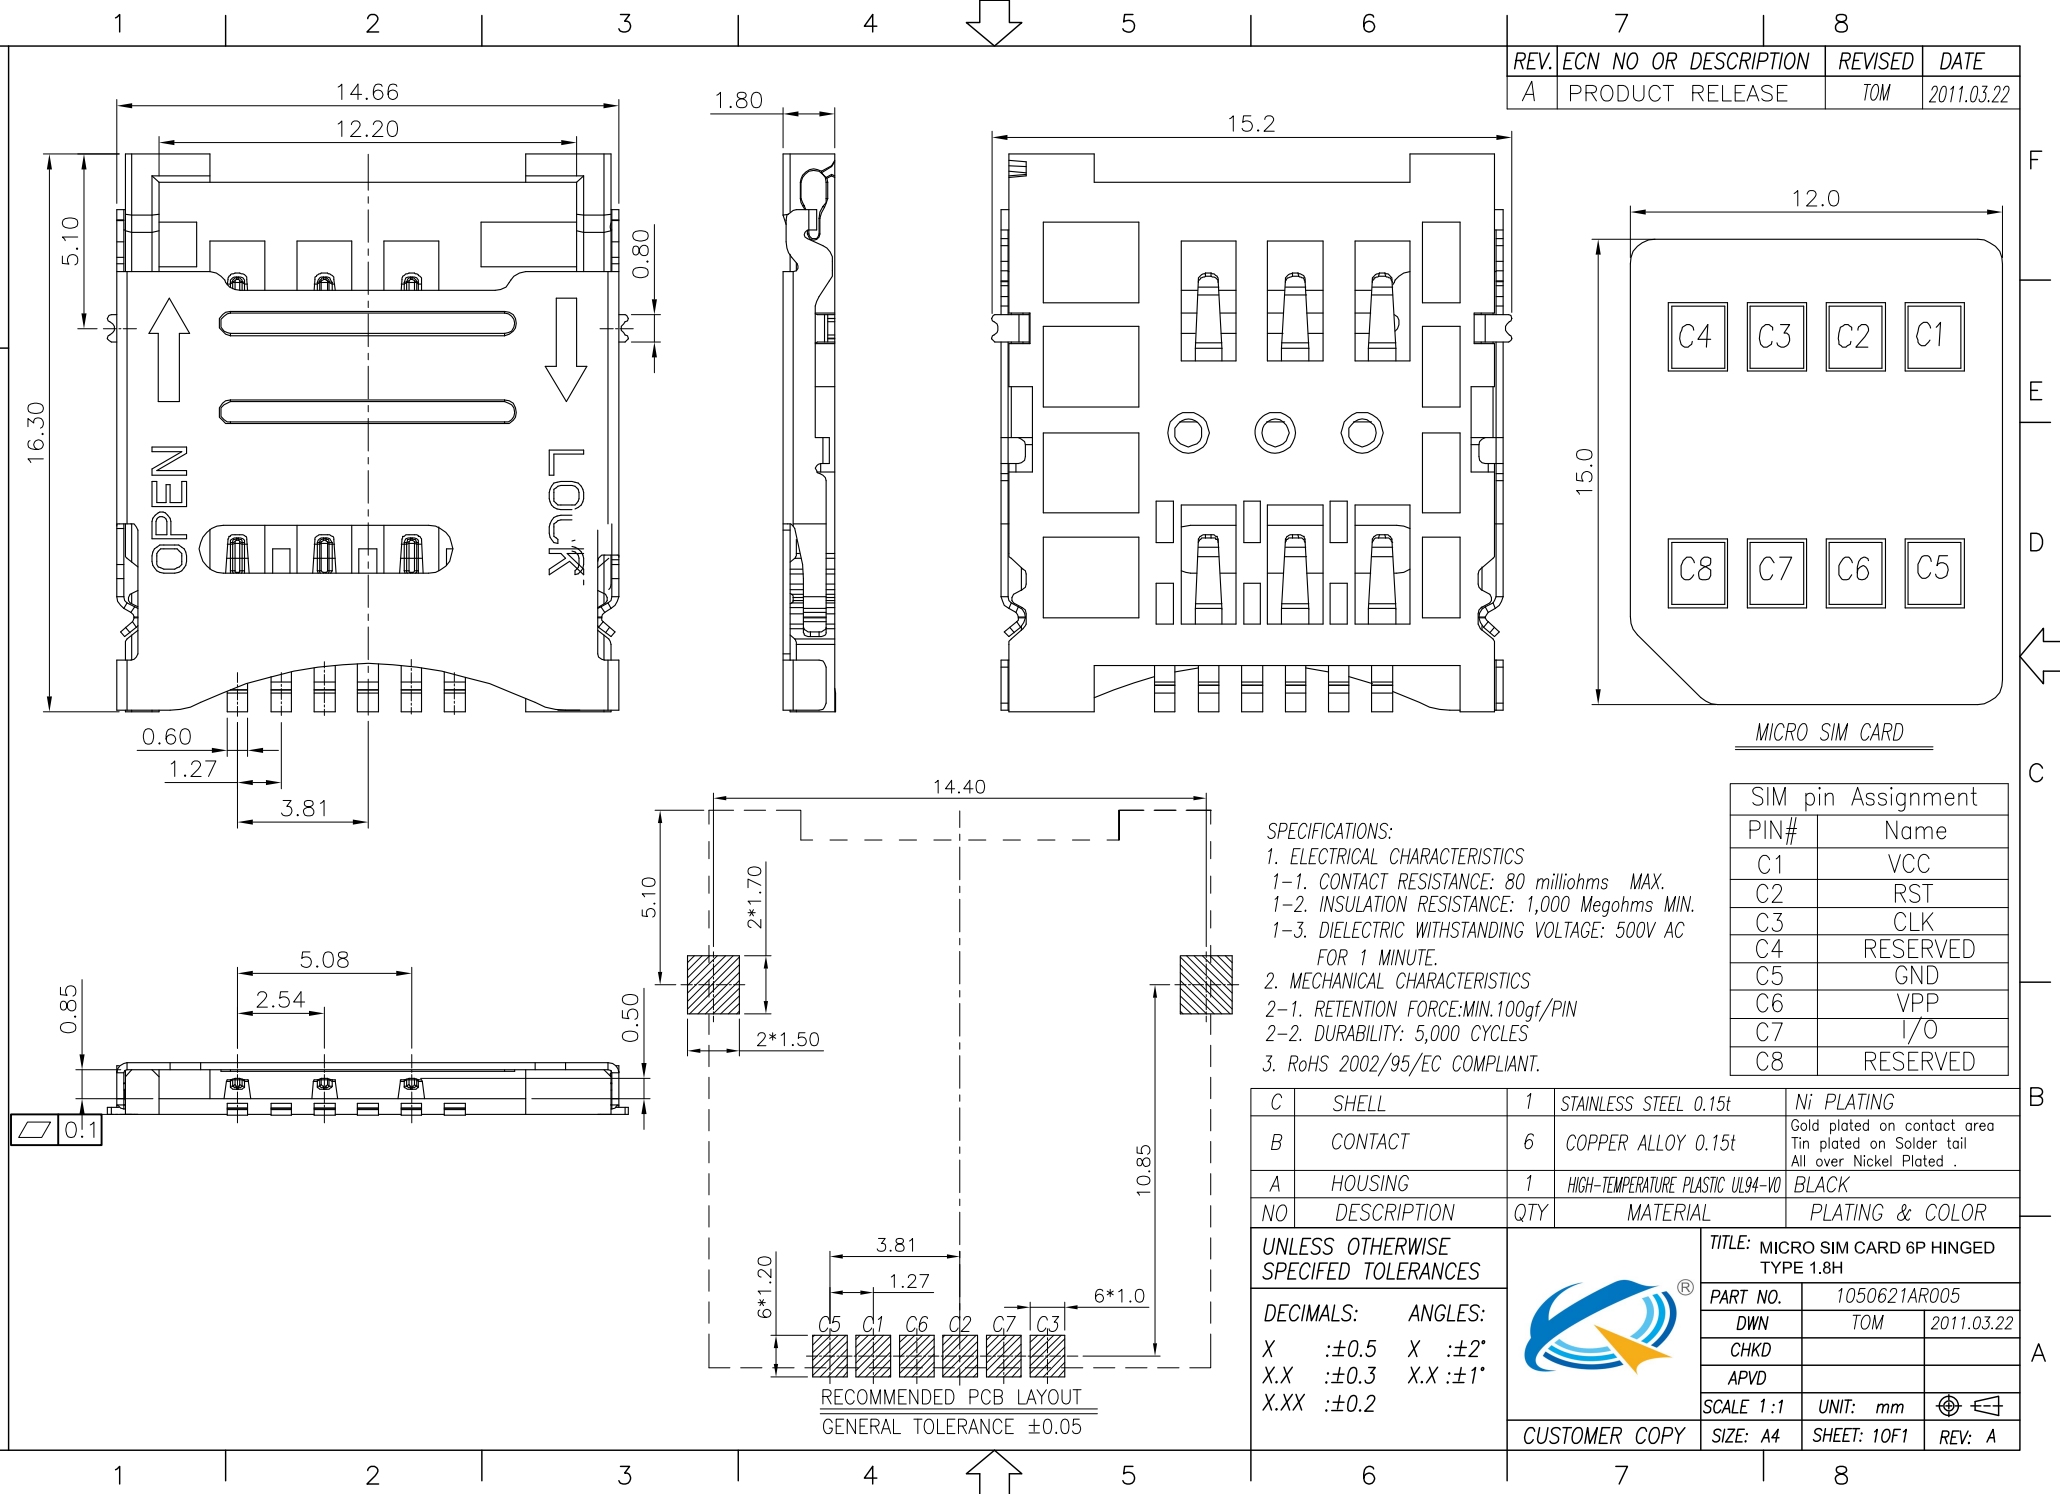 1 2 3 4 5 6 7 8
REV. ECN NO OR DESCRIPTION REVISED DATE
A PRODUCT RELEASE TOM 2011.03.22
F
E
D
C
B
A
14.66
12.20
5.10
16.30
0.80
OPEN
LOCK
0.60
1.27
3.81
1.80
15.2
12.0
15.0
C4 C3 C2 C1
C8 C7 C6 C5
MICRO SIM CARD
SIM pin Assignment
PIN# Name
C1 VCC
C2 RST
C3 CLK
C4 RESERVED
C5 GND
C6 VPP
C7 I/O
C8 RESERVED
5.08
2.54
0.85
0.50
0.1
14.40
5.10
2*1.70
2*1.50
10.85
3.81
1.27
6*1.20
6*1.0
C5 C1 C6 C2 C7 C3
RECOMMENDED PCB LAYOUT
GENERAL TOLERANCE ±0.05
SPECIFICATIONS:
1. ELECTRICAL CHARACTERISTICS
1-1. CONTACT RESISTANCE: 80 milliohms MAX.
1-2. INSULATION RESISTANCE: 1,000 Megohms MIN.
1-3. DIELECTRIC WITHSTANDING VOLTAGE: 500V AC
FOR 1 MINUTE.
2. MECHANICAL CHARACTERISTICS
2-1. RETENTION FORCE:MIN.100gf/PIN
2-2. DURABILITY: 5,000 CYCLES
3. RoHS 2002/95/EC COMPLIANT.
C SHELL 1 STAINLESS STEEL 0.15t Ni PLATING
B CONTACT 6 COPPER ALLOY 0.15t Gold plated on contact area
Tin plated on Solder tail
All over Nickel Plated .
A HOUSING 1 HIGH-TEMPERATURE PLASTIC UL94-V0 BLACK
NO DESCRIPTION QTY MATERIAL PLATING & COLOR
UNLESS OTHERWISE
SPECIFED TOLERANCES
DECIMALS: ANGLES:
X :±0.5 X :±2°
X.X :±0.3 X.X :±1°
X.XX :±0.2
®
CUSTOMER COPY
TITLE: MICRO SIM CARD 6P HINGED
TYPE 1.8H
PART NO. 1050621AR005
DWN TOM 2011.03.22
CHKD
APVD
SCALE 1:1 UNIT: mm
SIZE: A4 SHEET: 1OF1 REV: A
1 2 3 4 5 6 7 8